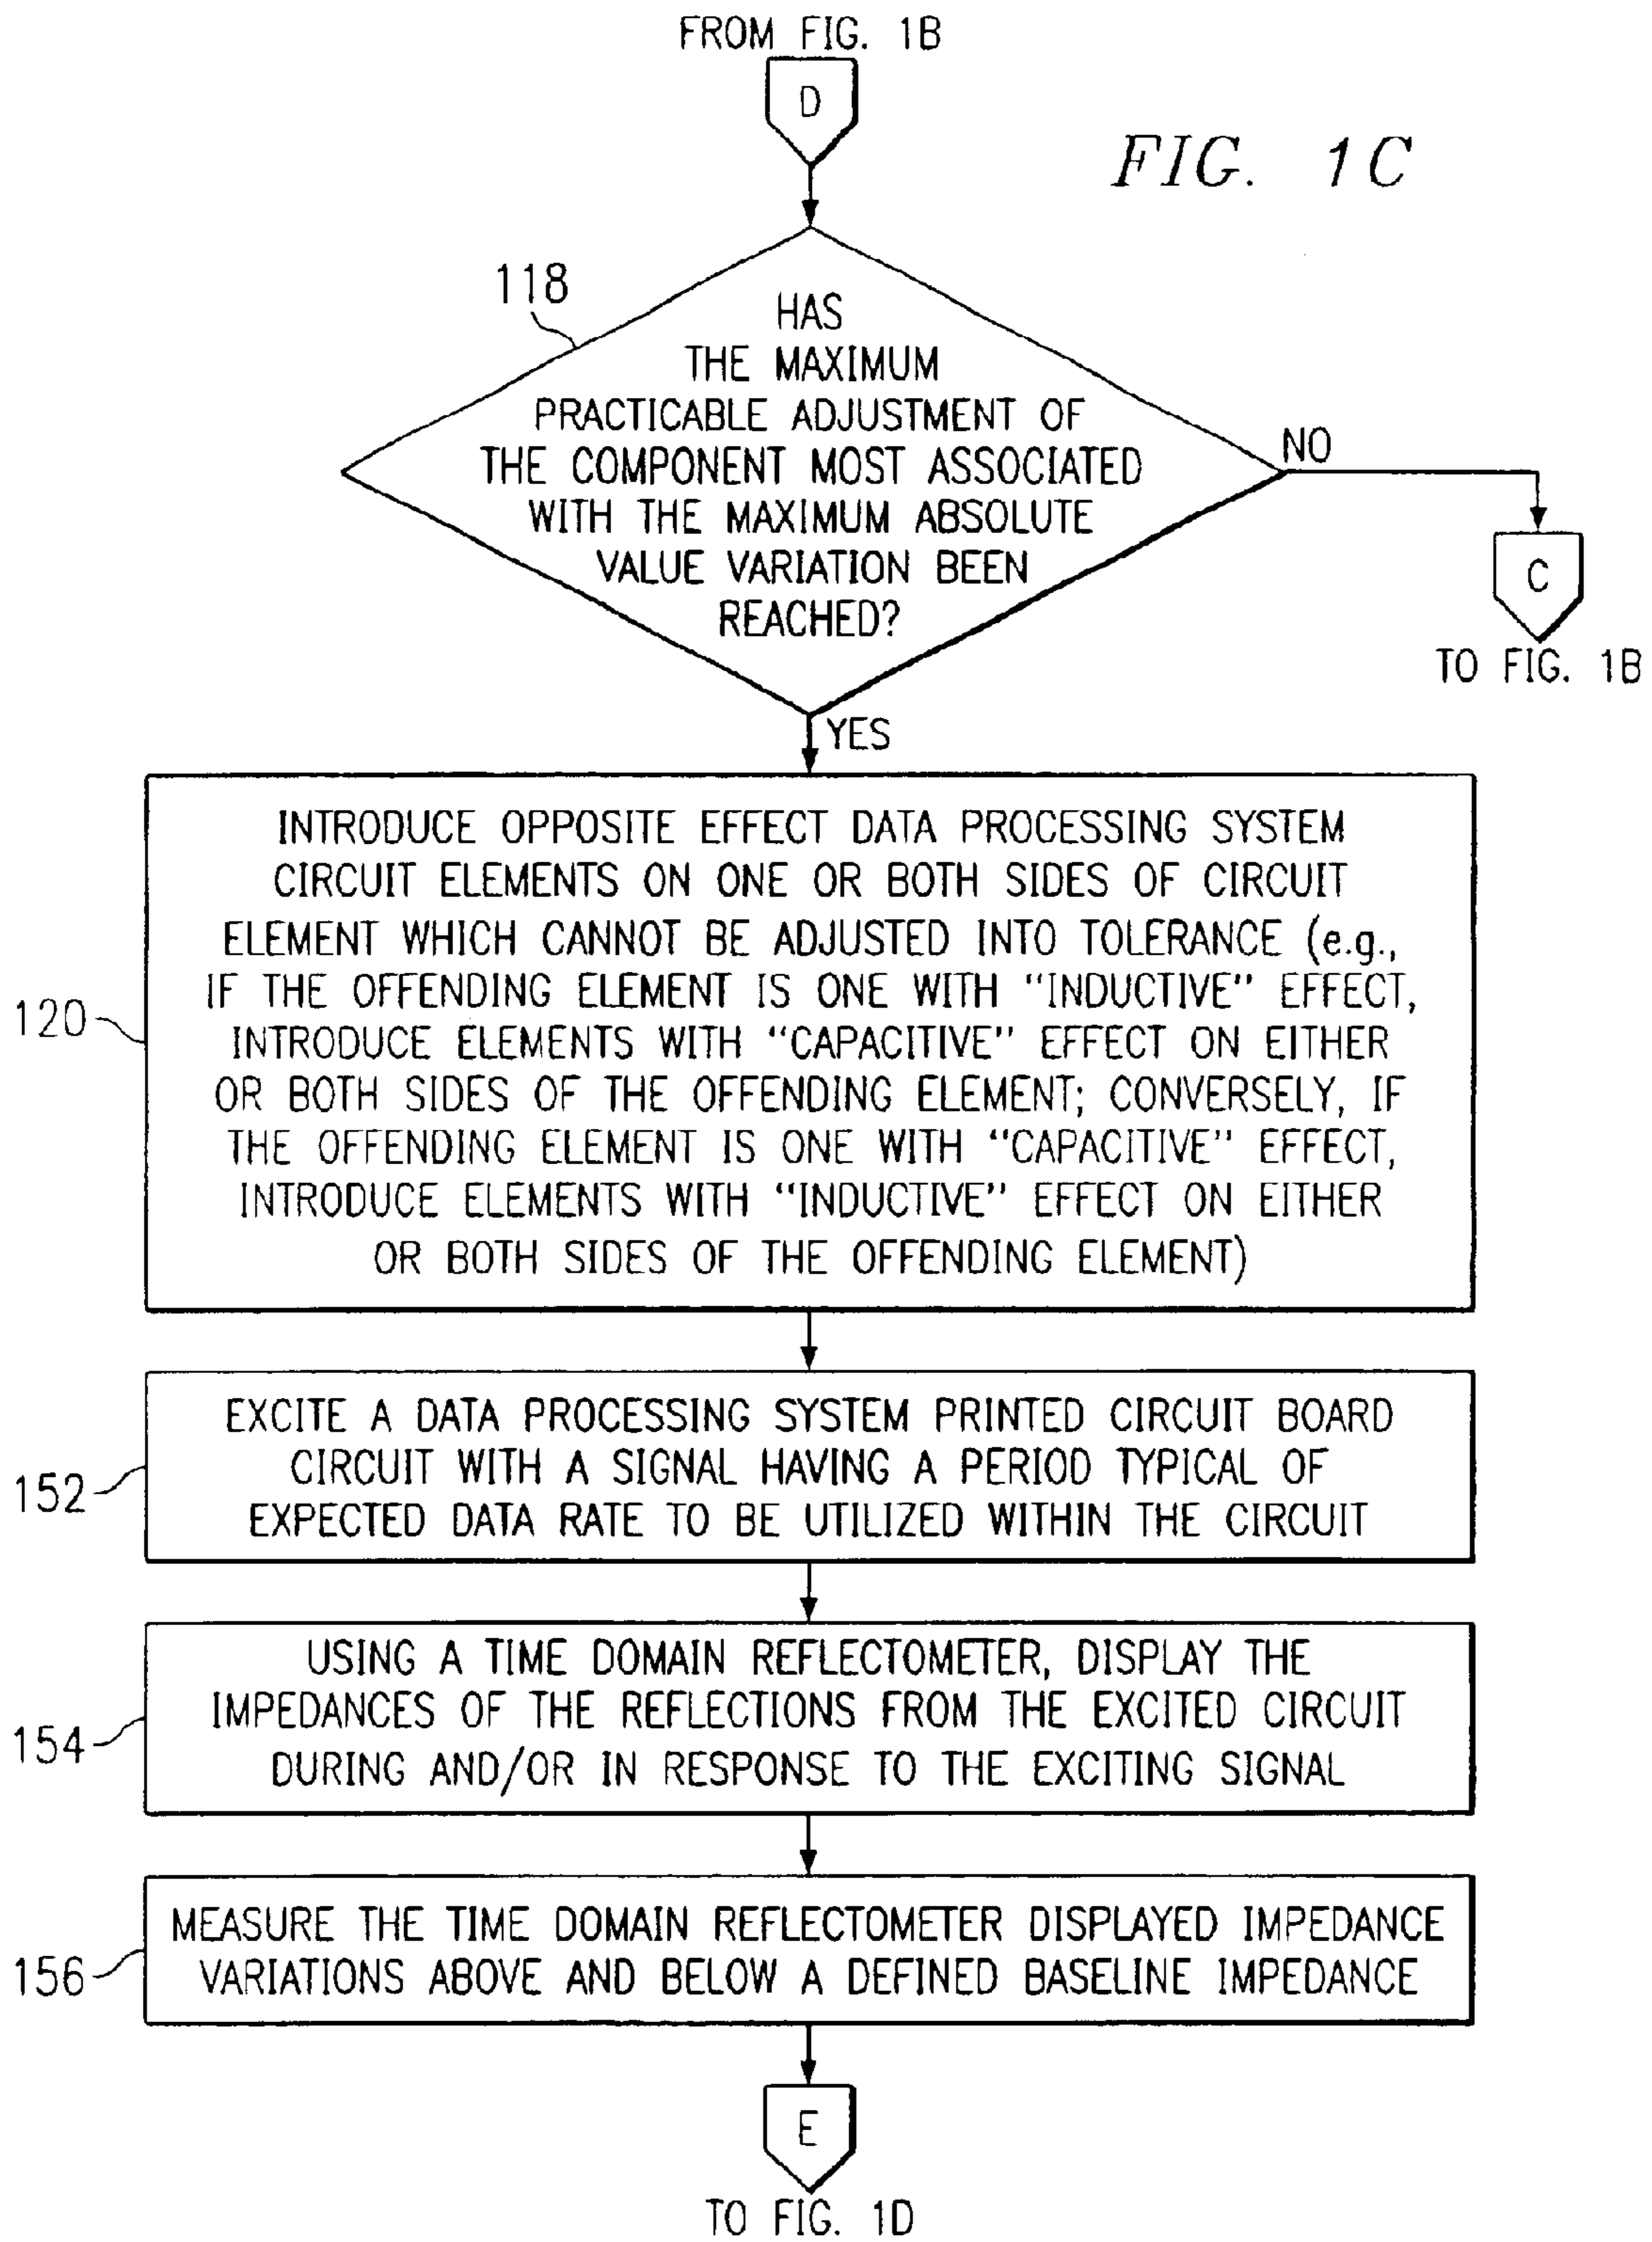 FROM FIG. 1B
D
FIG. 1C
118
HAS
THE MAXIMUM
PRACTICABLE ADJUSTMENT OF
THE COMPONENT MOST ASSOCIATED
WITH THE MAXIMUM ABSOLUTE
VALUE VARIATION BEEN
REACHED?
NO
C
TO FIG. 1B
YES
120
INTRODUCE OPPOSITE EFFECT DATA PROCESSING SYSTEM
CIRCUIT ELEMENTS ON ONE OR BOTH SIDES OF CIRCUIT
ELEMENT WHICH CANNOT BE ADJUSTED INTO TOLERANCE (e.g.,
IF THE OFFENDING ELEMENT IS ONE WITH "INDUCTIVE" EFFECT,
INTRODUCE ELEMENTS WITH "CAPACITIVE" EFFECT ON EITHER
OR BOTH SIDES OF THE OFFENDING ELEMENT; CONVERSELY, IF
THE OFFENDING ELEMENT IS ONE WITH "CAPACITIVE" EFFECT,
INTRODUCE ELEMENTS WITH "INDUCTIVE" EFFECT ON EITHER
OR BOTH SIDES OF THE OFFENDING ELEMENT)
152
EXCITE A DATA PROCESSING SYSTEM PRINTED CIRCUIT BOARD
CIRCUIT WITH A SIGNAL HAVING A PERIOD TYPICAL OF
EXPECTED DATA RATE TO BE UTILIZED WITHIN THE CIRCUIT
154
USING A TIME DOMAIN REFLECTOMETER, DISPLAY THE
IMPEDANCES OF THE REFLECTIONS FROM THE EXCITED CIRCUIT
DURING AND/OR IN RESPONSE TO THE EXCITING SIGNAL
156
MEASURE THE TIME DOMAIN REFLECTOMETER DISPLAYED IMPEDANCE
VARIATIONS ABOVE AND BELOW A DEFINED BASELINE IMPEDANCE
E
TO FIG. 1D